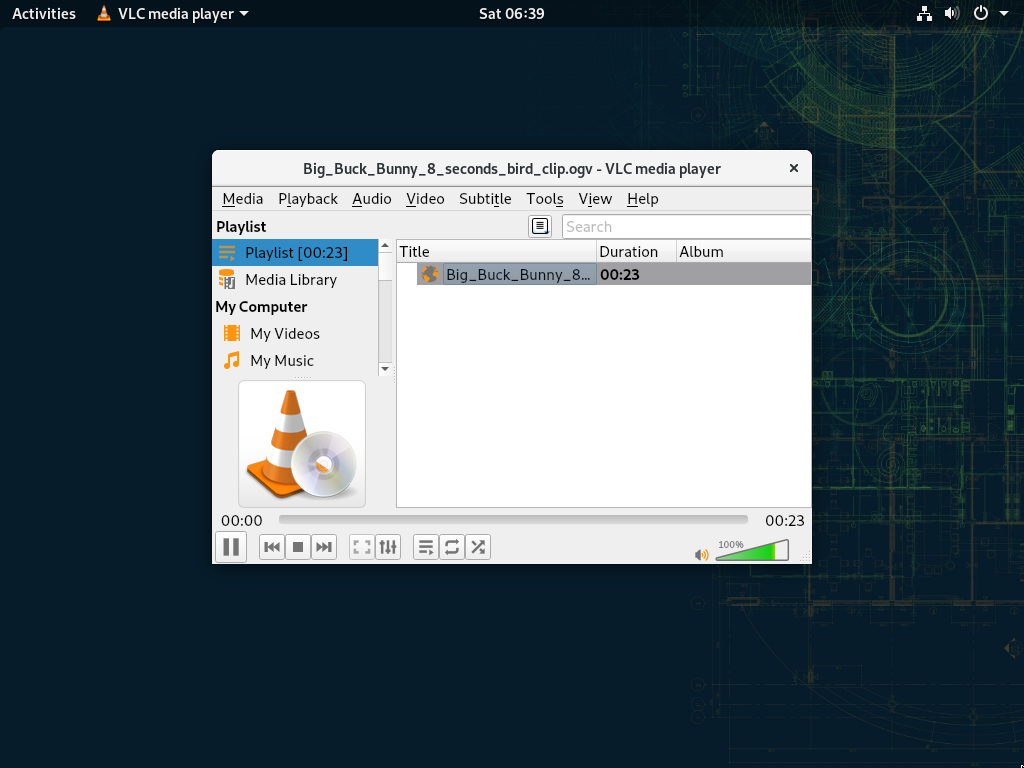 Activities VLC media player Sat 06:39
Big_Buck_Bunny_8_seconds_bird_clip.ogv - VLC media player
Media Playback Audio Video Subtitle Tools View Help
Playlist Search
Playlist [00:23] Title Duration Album
Big_Buck_Bunny_8... 00:23
Media Library
My Computer
My Videos
My Music
00:00 00:23
100%